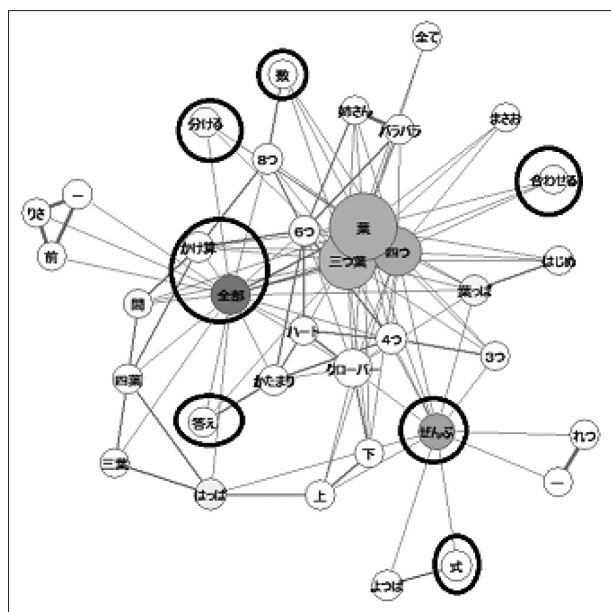 全て
数
姉さん
バラバラ
まさお
分ける
8つ
合わせる
一
りさ
前
かけ算
6つ
葉
四つ
三つ葉
はじめ
全部
葉っぱ
問
ハート
4つ
3つ
四葉
かたまり
クローバー
答え
ぜんぶ
れつ
三葉
下
一
はっぱ
上
式
よつば